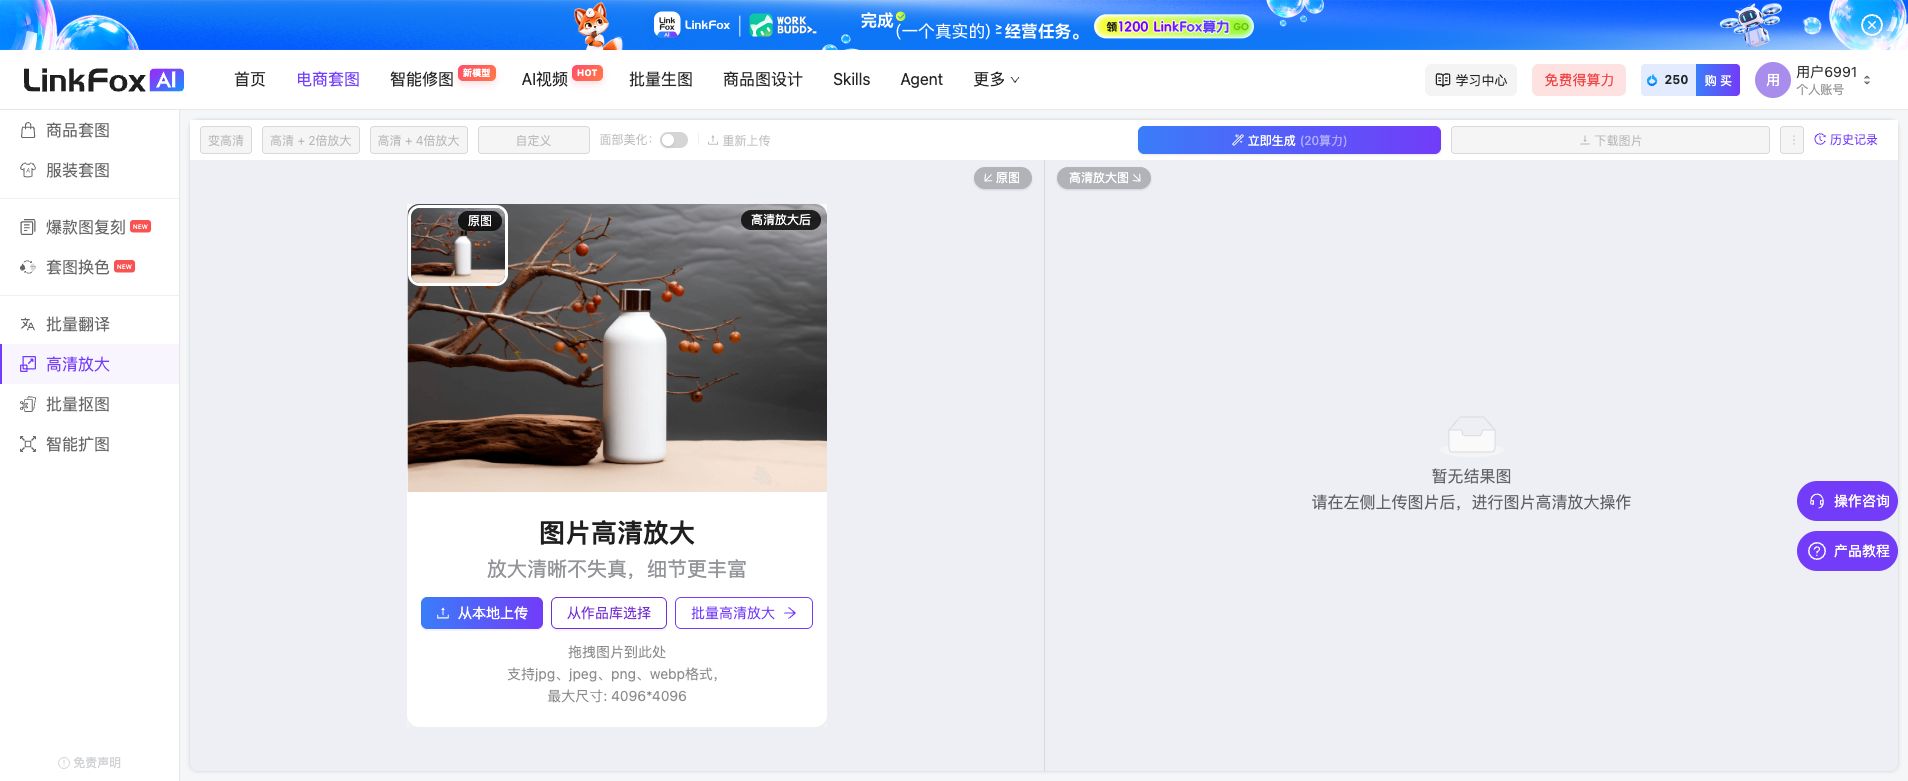 Link Fox AI LinkFox WORK BUDD>_ 完成 (一个真实的) 经营任务。 领1200 LinkFox算力 GO
LinkFox AI 首页 电商套图 智能修图 新模型 AI视频 HOT 批量生图 商品图设计 Skills Agent 更多 学习中心 免费得算力 250 购买 用 用户6991
个人账号
商品套图
服装套图
爆款图复刻 NEW
套图换色 NEW
批量翻译
高清放大
批量抠图
智能扩图
免责声明
变高清 高清 + 2倍放大 高清 + 4倍放大 自定义 面部美化: 重新上传 立即生成 (20算力) 下载图片 历史记录
原图 高清放大图
原图 高清放大后
图片高清放大
放大清晰不失真，细节更丰富
从本地上传 从作品库选择 批量高清放大
拖拽图片到此处
支持jpg、jpeg、png、webp格式，
最大尺寸: 4096*4096
暂无结果图
请在左侧上传图片后，进行图片高清放大操作
操作咨询
产品教程